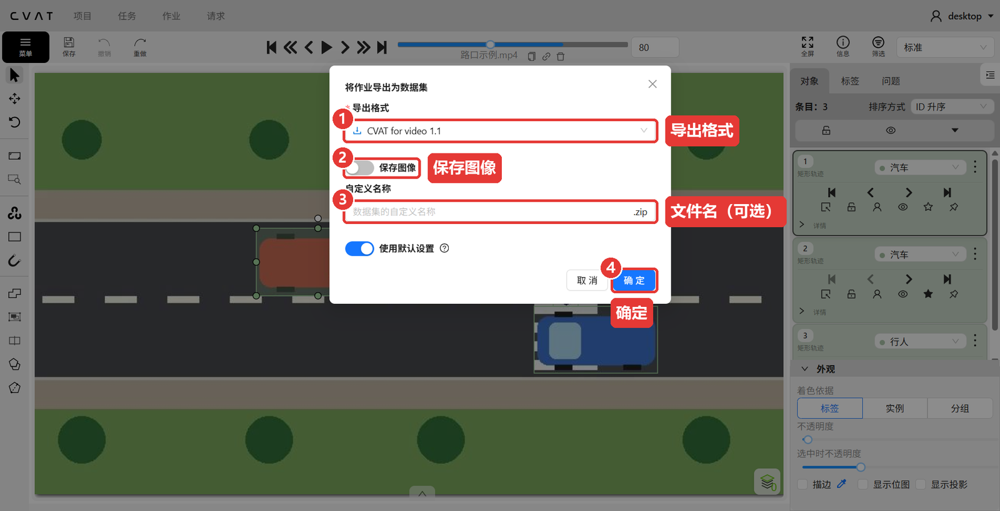 CVAT 项目 任务 作业 请求 desktop
菜单 保存 撤销 重做 80 全屏 信息 筛选 标准
路口示例.mp4
将作业导出为数据集
* 导出格式
1 CVAT for video 1.1 导出格式
2 保存图像 保存图像
自定义名称
3 数据集的自定义名称 .zip 文件名（可选）
使用默认设置
取消 4 确定
确定
对象 标签 问题
条目：3 排序方式 ID 升序
1 汽车
矩形轨迹
详情
2 汽车
矩形轨迹
详情
3 行人
矩形轨迹
外观
着色依据
标签 实例 分组
不透明度
选中时不透明度
描边 显示位图 显示投影
0